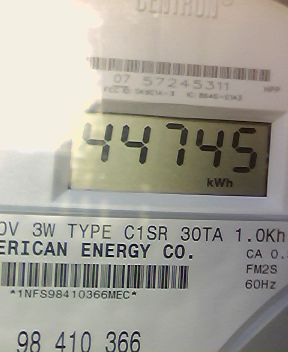 CENTRON®
07 57245311
44745
kWh
0V 3W TYPE C1SR 30TA 1.0Kh
ERICAN ENERGY CO.
CA 0.
*1NFS98410366MEC*
FM2S
60Hz
98 410 366